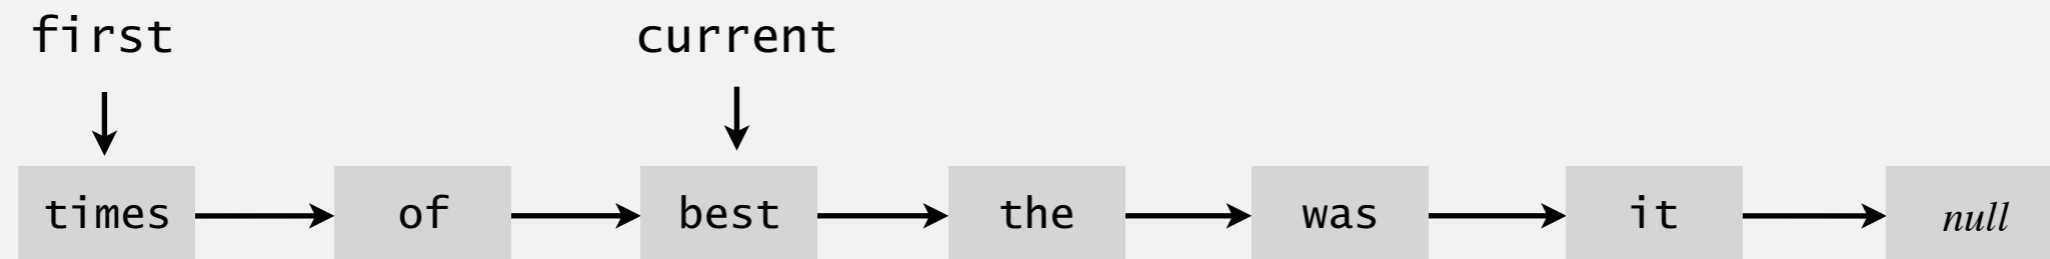 first current
times of best the was it null